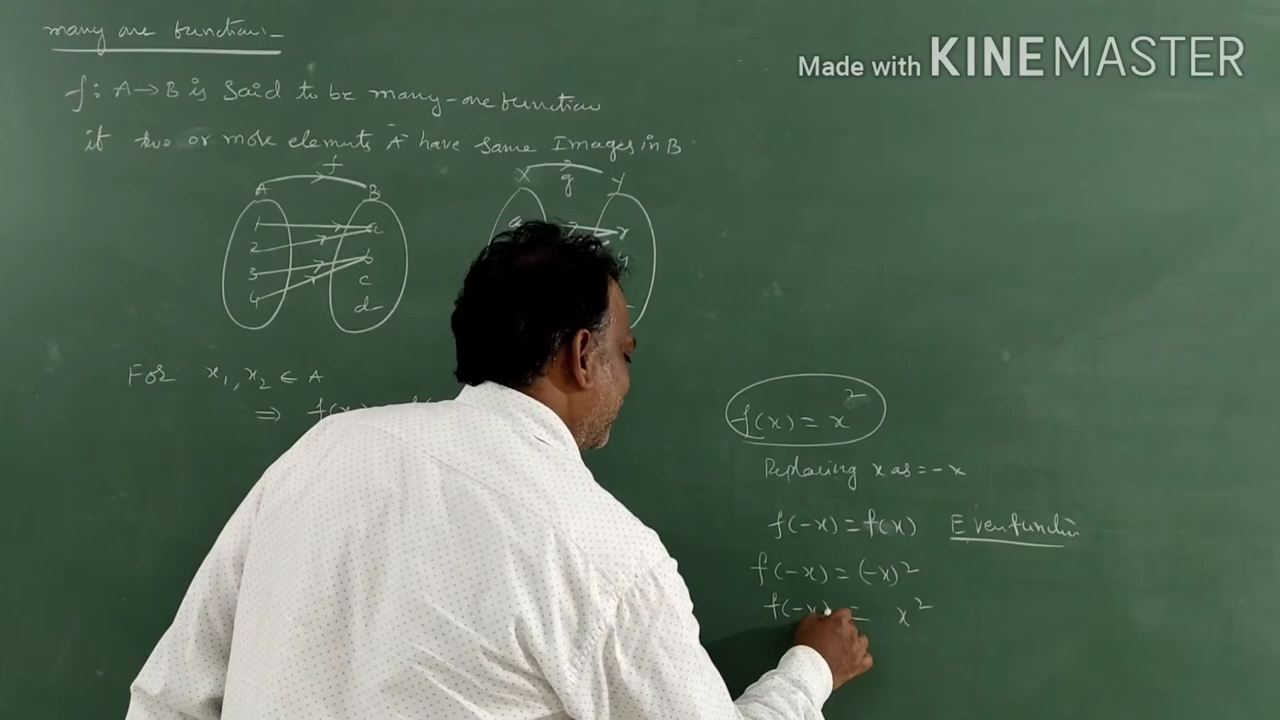 many one function:-
Made with KINEMASTER
f: A→B is said to be many-one function
if two or more elements A have same Images in B
f
A B
1 a
2
3 b
4 c
d
X g y
a x
y
For x₁, x₂ ∈ A
⇒
f(x) = x²
Replacing x as = -x
f(-x) = f(x) Even function
f(-x) = (-x)²
f(-x) = x²